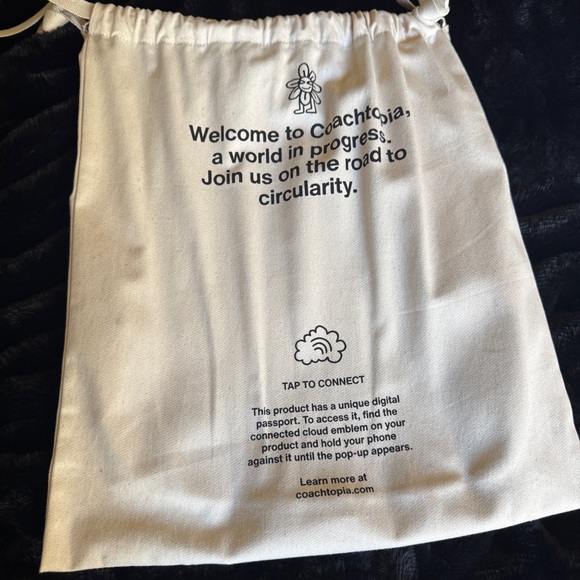 Welcome to Coachtopia,
a world in progress.
Join us on the road to
circularity.
TAP TO CONNECT
This product has a unique digital
passport. To access it, find the
connected cloud emblem on your
product and hold your phone
against it until the pop-up appears.
Learn more at
coachtopia.com